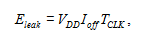 E_leak = V_DD I_off T_CLK ,